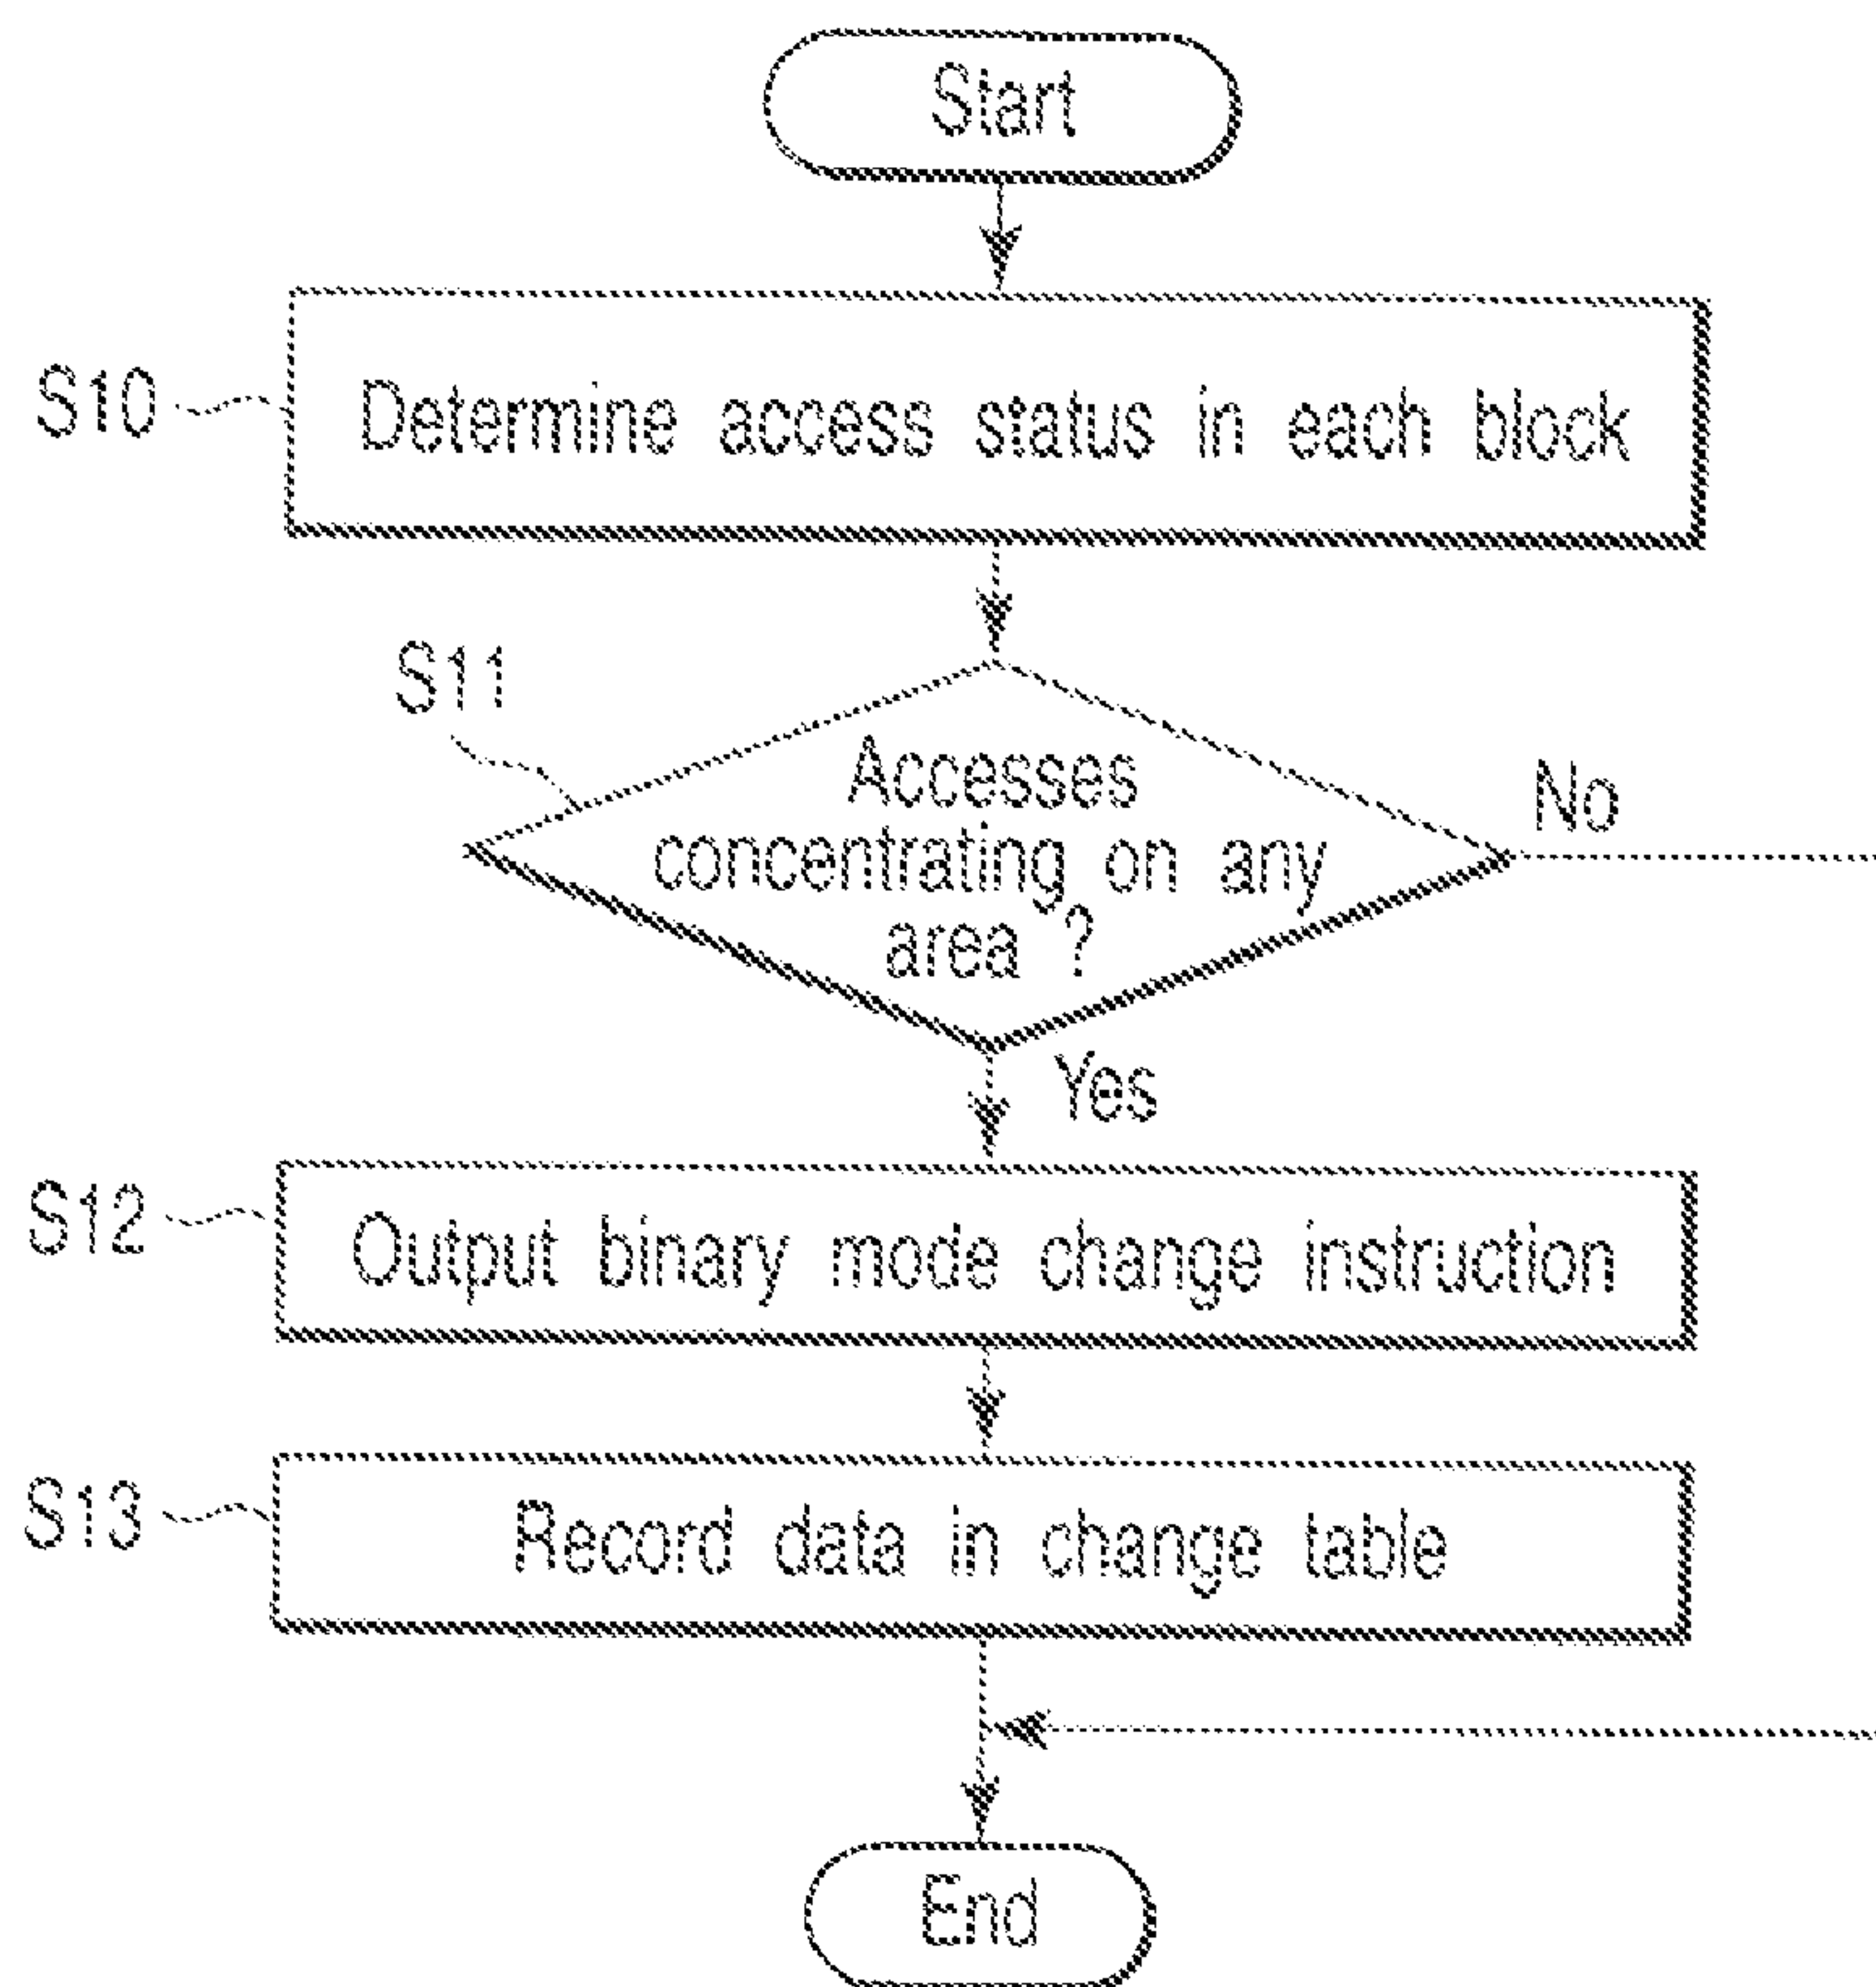 Start
S10
Determine access status in each block
S11
Accesses
concentrating on any
area ?
No
Yes
S12
Output binary mode change instruction
S13
Record data in change table
End